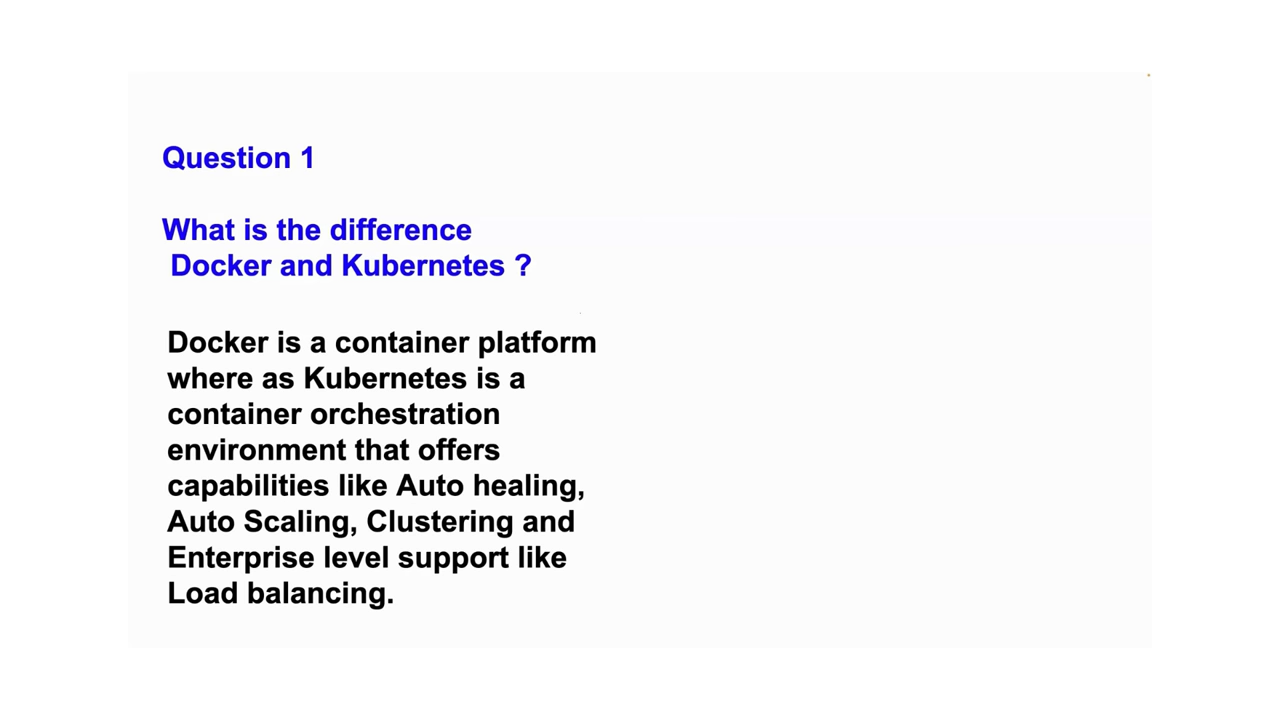 Question 1
What is the difference
Docker and Kubernetes ?
Docker is a container platform
where as Kubernetes is a
container orchestration
environment that offers
capabilities like Auto healing,
Auto Scaling, Clustering and
Enterprise level support like
Load balancing.